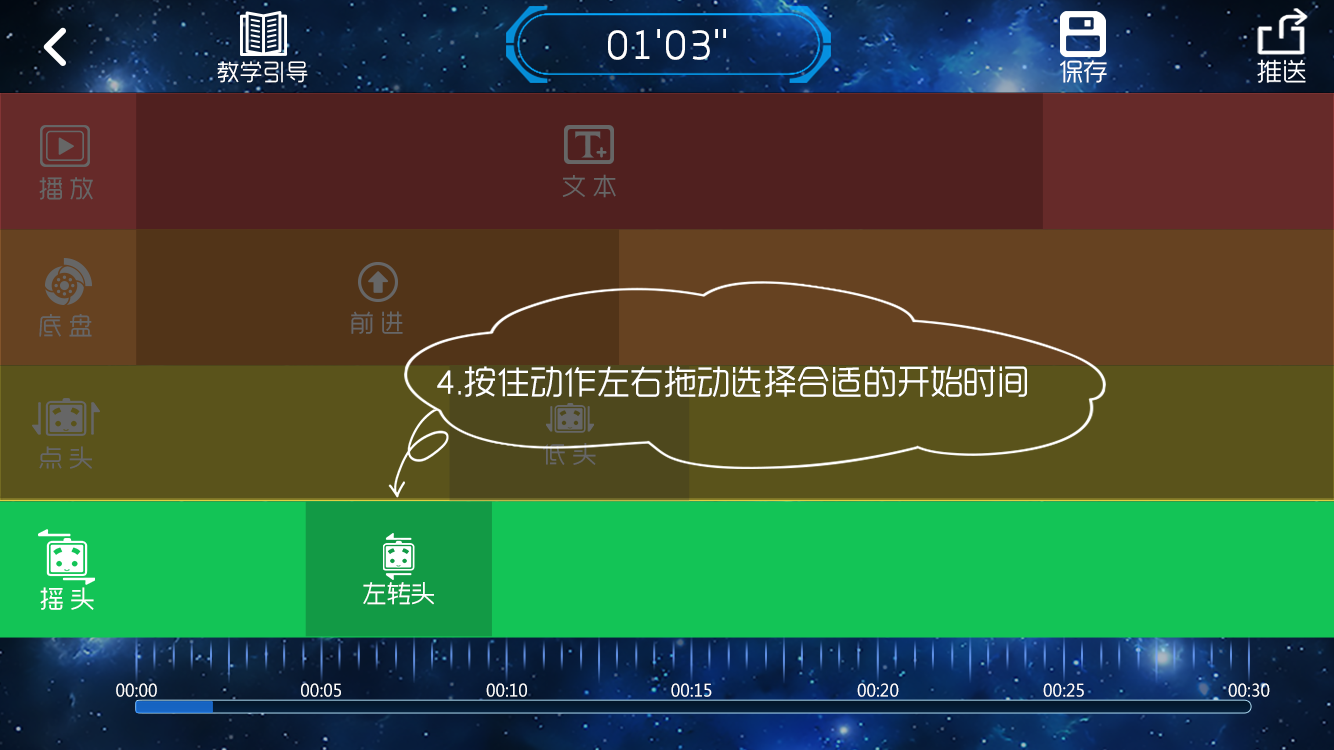 01'03"
教学引导
保存
推送
播放
文本
底盘
前进
4.按住动作左右拖动选择合适的开始时间
点头
低头
摇头
左转头
00:00
00:05
00:10
00:15
00:20
00:25
00:30